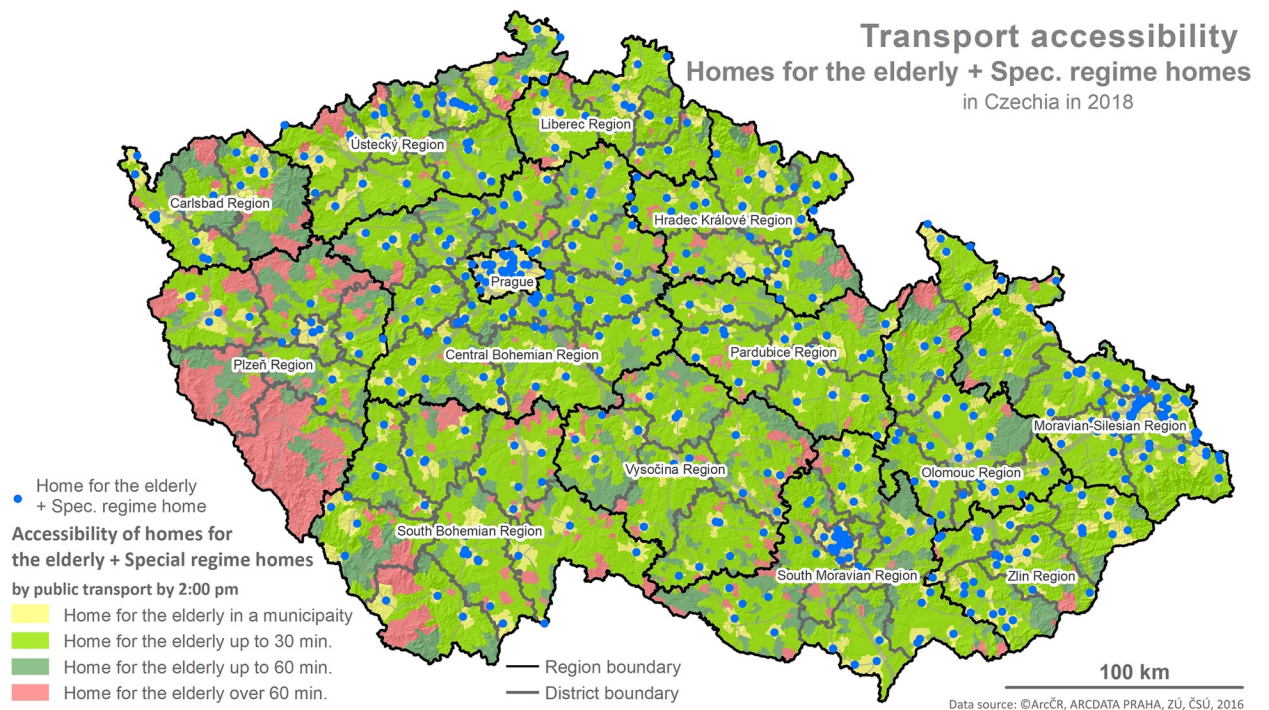 Transport accessibility
Homes for the elderly + Spec. regime homes
in Czechia in 2018
Liberec Region
Ústecký Region
Carlsbad Region
Hradec Králové Region
Prague
Central Bohemian Region
Pardubice Region
Plzeň Region
Moravian-Silesian Region
Vysočina Region
Olomouc Region
South Bohemian Region
South Moravian Region
Zlin Region
Home for the elderly
+ Spec. regime home
Accessibility of homes for
the elderly + Special regime homes
by public transport by 2:00 pm
Home for the elderly in a municipaity
Home for the elderly up to 30 min.
Home for the elderly up to 60 min.
Home for the elderly over 60 min.
Region boundary
District boundary
100 km
Data source: ©ArcČR, ARCDATA PRAHA, ZÚ, ČSÚ, 2016